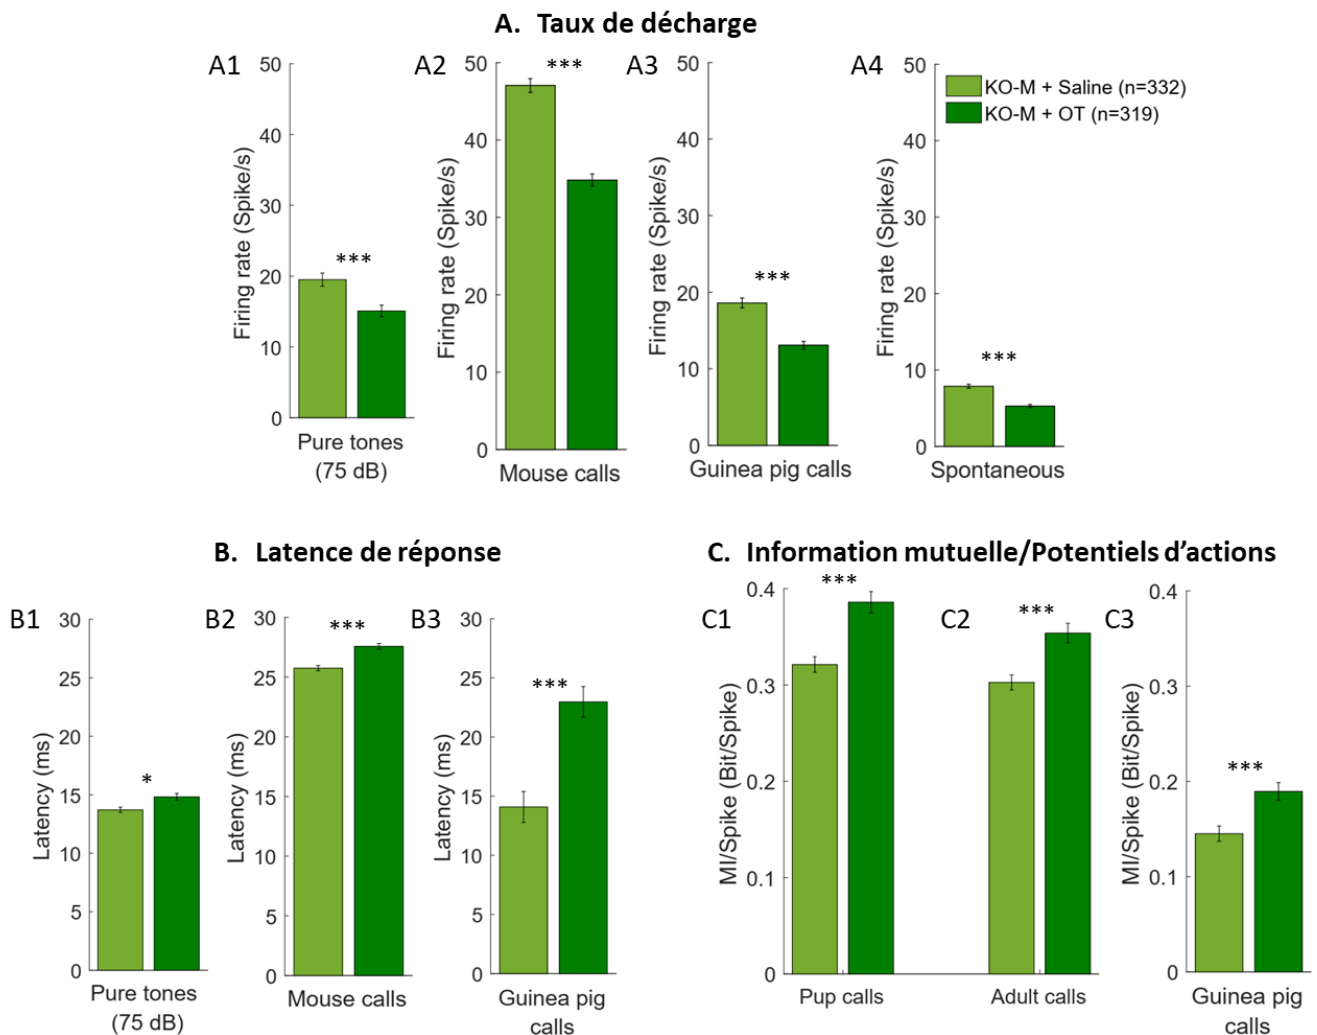 A. Taux de décharge
A1
50
40
30
20
10
0
Firing rate (Spike/s)
***
Pure tones
(75 dB)
A2
50
40
30
20
10
0
Firing rate (Spike/s)
***
Mouse calls
A3
50
40
30
20
10
0
Firing rate (Spike/s)
***
Guinea pig calls
A4
50
40
30
20
10
0
Firing rate (Spike/s)
***
Spontaneous
KO-M + Saline (n=332)
KO-M + OT (n=319)
B. Latence de réponse
B1
30
25
20
15
10
5
0
Latency (ms)
*
Pure tones
(75 dB)
B2
30
25
20
15
10
5
0
Latency (ms)
***
Mouse calls
B3
30
25
20
15
10
5
0
Latency (ms)
***
Guinea pig
calls
C. Information mutuelle/Potentiels d'actions
C1
0.4
0.3
0.2
0.1
0
MI/Spike (Bit/Spike)
***
Pup calls
C2
***
Adult calls
C3
0.4
0.3
0.2
0.1
0
MI/Spike (Bit/Spike)
***
Guinea pig
calls